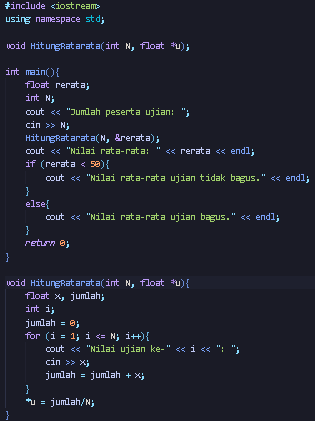 #include <iostream>
using namespace std;
void HitungRatarata(int N, float *u);
int main(){
float rerata;
int N;
cout << "Jumlah peserta ujian: ";
cin >> N;
HitungRatarata(N, &rerata);
cout << "Nilai rata-rata: " << rerata << endl;
if (rerata < 50){
cout << "Nilai rata-rata ujian tidak bagus." << endl;
}
else{
cout << "Nilai rata-rata ujian bagus." << endl;
}
return 0;
}
void HitungRatarata(int N, float *u){
float x, jumlah;
int i;
jumlah = 0;
for (i = 1; i <= N; i++){
cout << "Nilai ujian ke-" << i << ": ";
cin >> x;
jumlah = jumlah + x;
}
*u = jumlah/N;
}